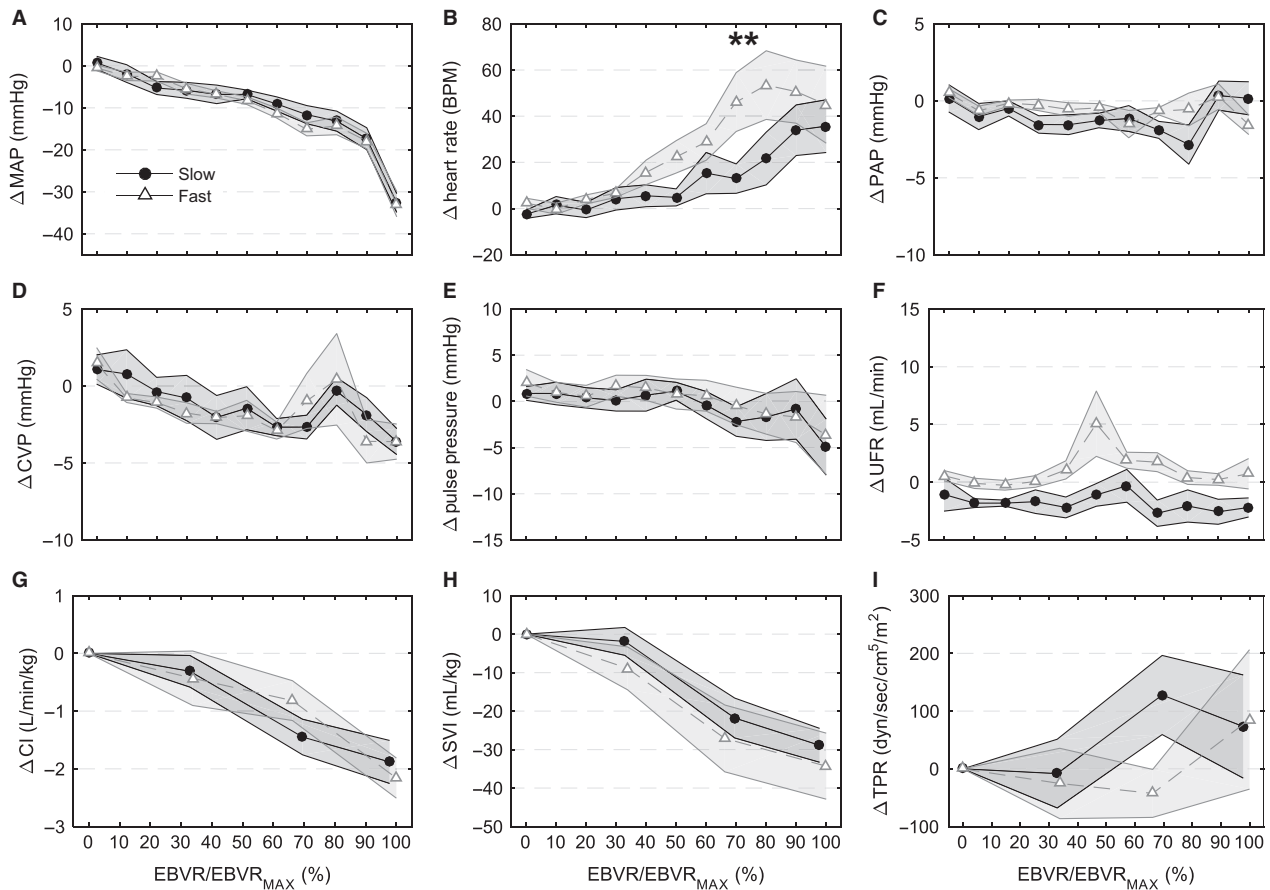 A
ΔMAP (mmHg)
10
0
−10
−20
−30
−40
Slow
Fast
B
Δheart rate (BPM)
80
60
40
20
0
−20
**
C
ΔPAP (mmHg)
5
0
−5
−10
D
ΔCVP (mmHg)
5
0
−5
−10
E
Δpulse pressure (mmHg)
10
5
0
−5
−10
−15
F
ΔUFR (mL/min)
15
10
5
0
−5
G
ΔCI (L/min/kg)
1
0
−1
−2
−3
0 10 20 30 40 50 60 70 80 90 100
EBVR/EBVR_MAX (%)
H
ΔSVI (mL/kg)
10
0
−10
−20
−30
−40
−50
0 10 20 30 40 50 60 70 80 90 100
EBVR/EBVR_MAX (%)
I
ΔTPR (dyn/sec/cm⁵/m²)
300
200
100
0
−100
0 10 20 30 40 50 60 70 80 90 100
EBVR/EBVR_MAX (%)